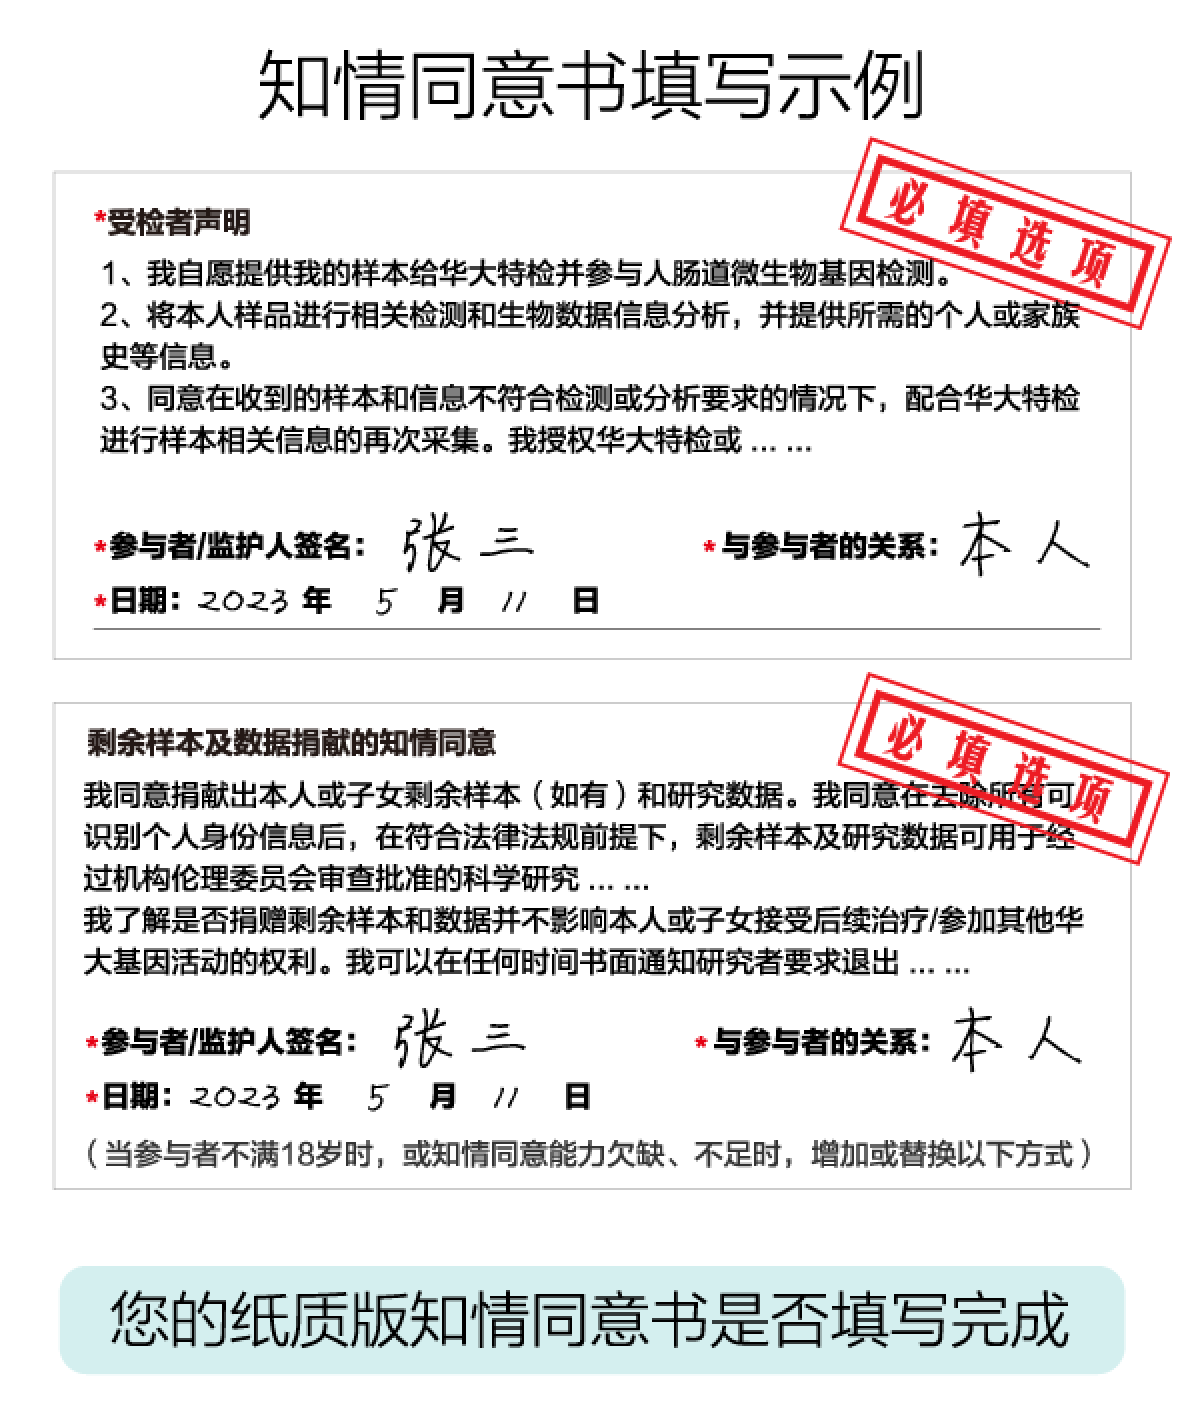 知情同意书填写示例
必填选项
*受检者声明
1、我自愿提供我的样本给华大特检并参与人肠道微生物基因检测。
2、将本人样品进行相关检测和生物数据信息分析，并提供所需的个人或家族
史等信息。
3、同意在收到的样本和信息不符合检测或分析要求的情况下，配合华大特检
进行样本相关信息的再次采集。我授权华大特检或 ... ...
*参与者/监护人签名：张三 *与参与者的关系：本人
*日期：2023 年 5 月 11 日
必填选项
剩余样本及数据捐献的知情同意
我同意捐献出本人或子女剩余样本（如有）和研究数据。我同意在去除所有可
识别个人身份信息后，在符合法律法规前提下，剩余样本及研究数据可用于经
过机构伦理委员会审查批准的科学研究 ... ...
我了解是否捐赠剩余样本和数据并不影响本人或子女接受后续治疗/参加其他华
大基因活动的权利。我可以在任何时间书面通知研究者要求退出 ... ...
*参与者/监护人签名：张三 *与参与者的关系：本人
*日期：2023 年 5 月 11 日
（当参与者不满18岁时，或知情同意能力欠缺、不足时，增加或替换以下方式）
您的纸质版知情同意书是否填写完成